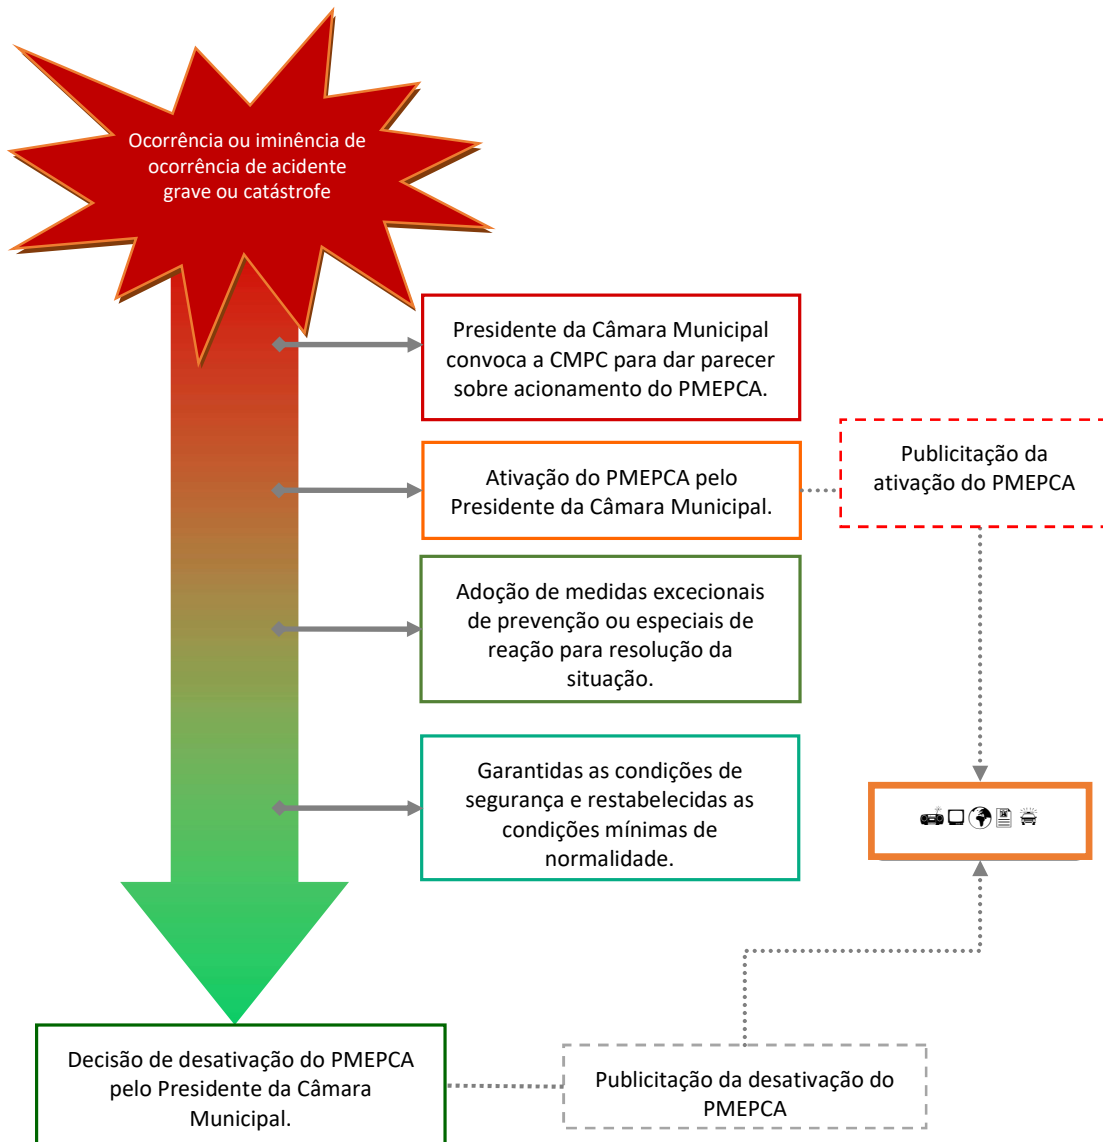 Ocorrência ou iminência de
ocorrência de acidente
grave ou catástrofe
Presidente da Câmara Municipal
convoca a CMPC para dar parecer
sobre acionamento do PMEPCA.
Ativação do PMEPCA pelo
Presidente da Câmara Municipal.
Publicitação da
ativação do PMEPCA
Adoção de medidas excecionais
de prevenção ou especiais de
reação para resolução da
situação.
Garantidas as condições de
segurança e restabelecidas as
condições mínimas de
normalidade.
Decisão de desativação do PMEPCA
pelo Presidente da Câmara
Municipal.
Publicitação da desativação do
PMEPCA